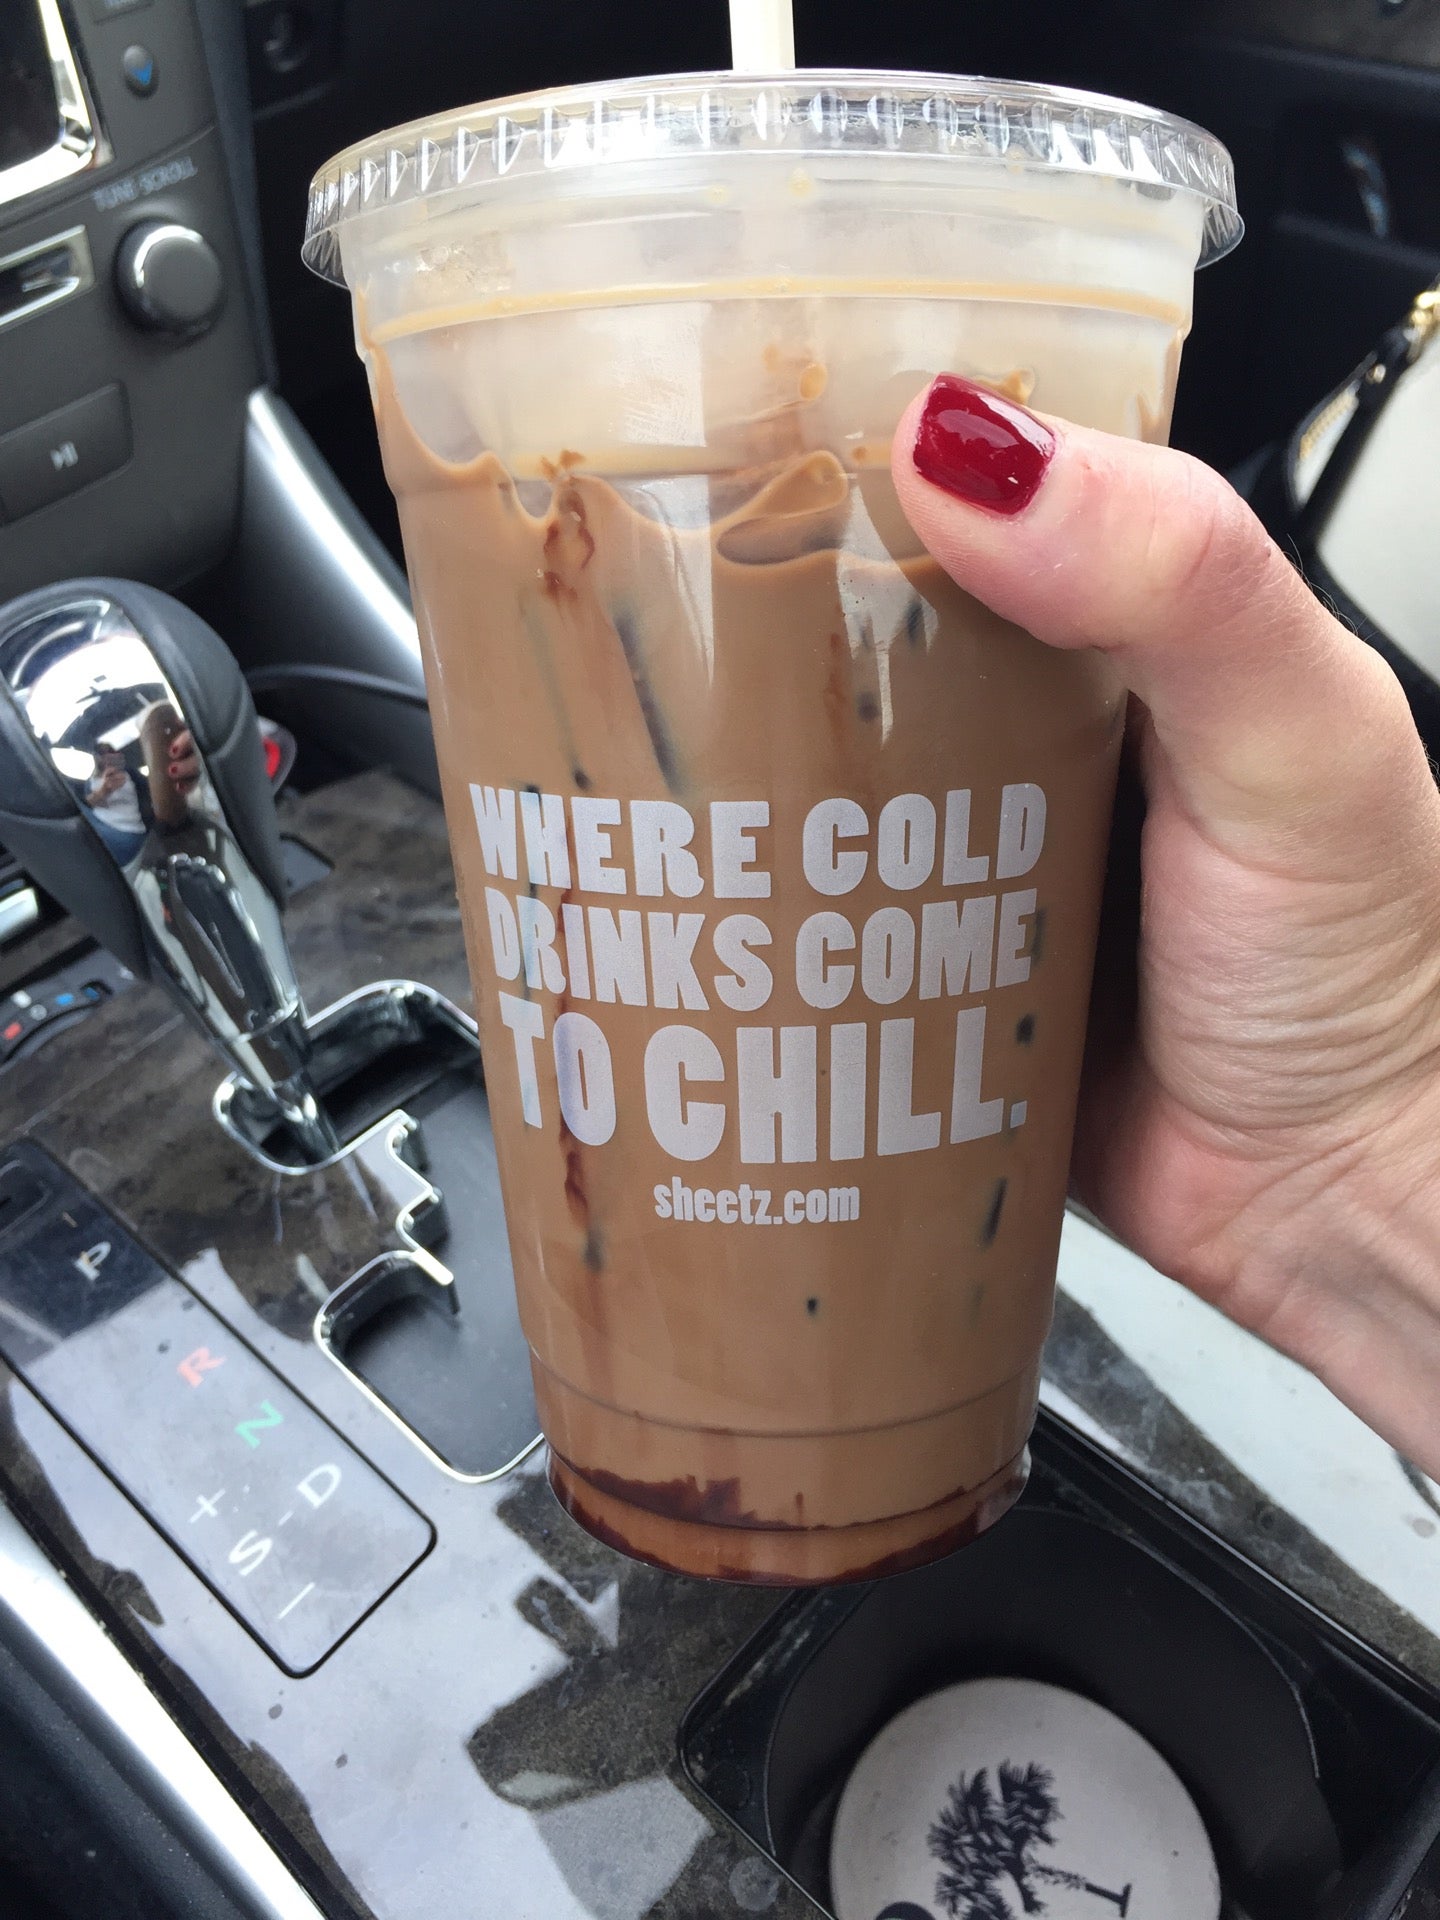 TUNE·SCROLL
WHERE COLD
DRINKS COME
TO CHILL.
sheetz.com
P
R
N
+
S-D
−